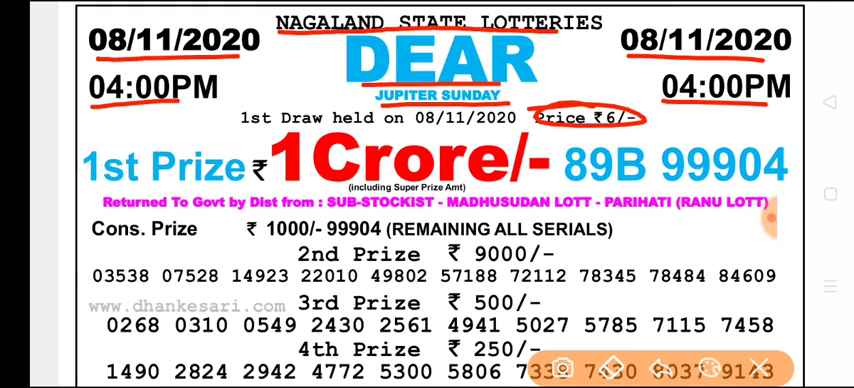 NAGALAND STATE LOTTERIES
08/11/2020 DEAR 08/11/2020
04:00PM JUPITER SUNDAY 04:00PM
1st Draw held on 08/11/2020 Price ₹6/-
1st Prize ₹ 1Crore/- 89B 99904
(including Super Prize Amt)
Returned To Govt by Dist from : SUB-STOCKIST - MADHUSUDAN LOTT - PARIHATI (RANU LOTT)
Cons. Prize ₹ 1000/- 99904 (REMAINING ALL SERIALS)
2nd Prize ₹ 9000/-
03538 07528 14923 22010 49802 57188 72112 78345 78484 84609
www.dhankesari.com 3rd Prize ₹ 500/-
0268 0310 0549 2430 2561 4941 5027 5785 7115 7458
4th Prize ₹ 250/-
1490 2824 2942 4772 5300 5806